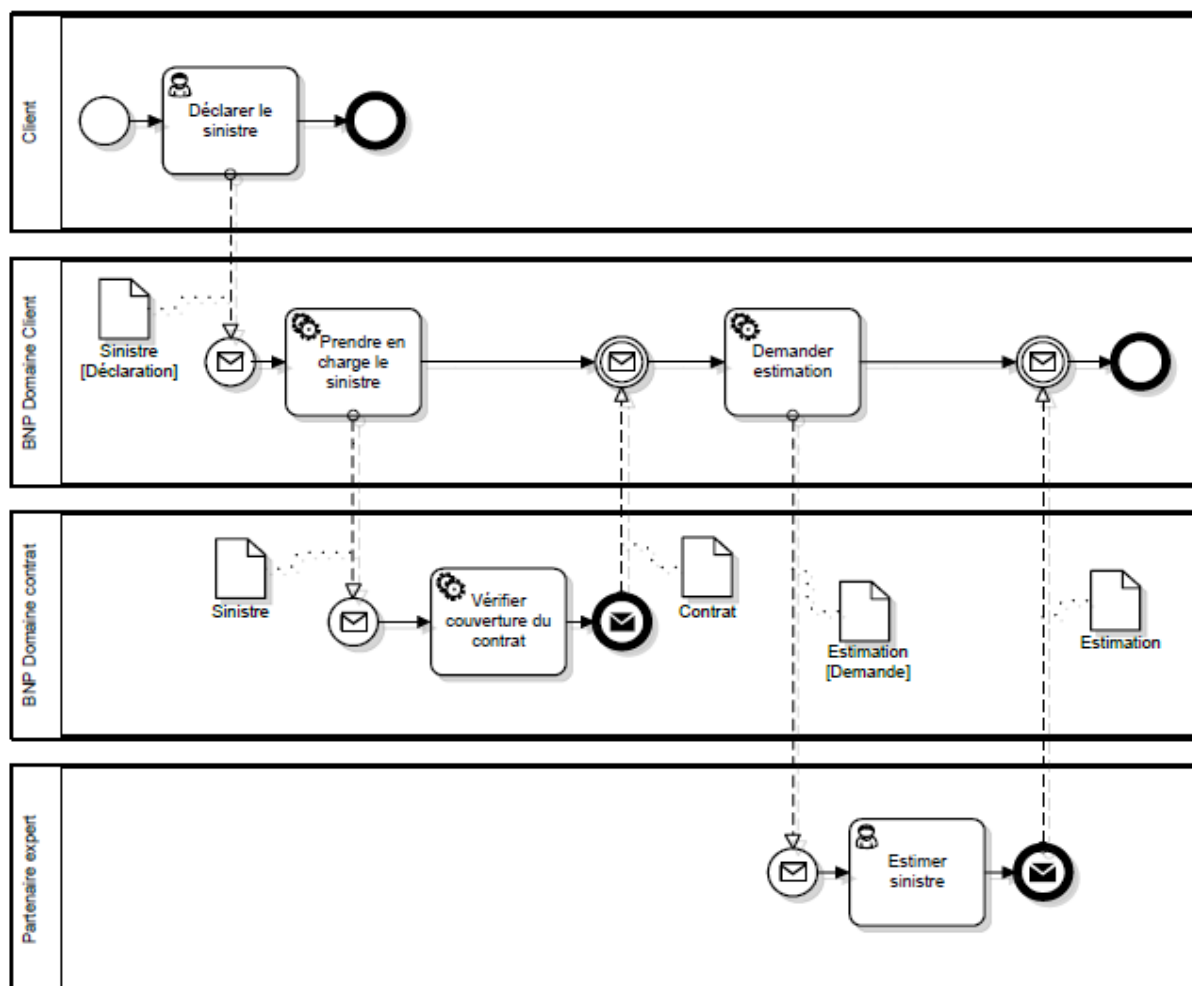 Client
Déclarer le
sinistre
BNP Domaine Client
Sinistre
[Déclaration]
Prendre en
charge le
sinistre
Demander
estimation
BNP Domaine contrat
Sinistre
Vérifier
couverture du
contrat
Contrat
Estimation
[Demande]
Estimation
Partenaire expert
Estimer
sinistre